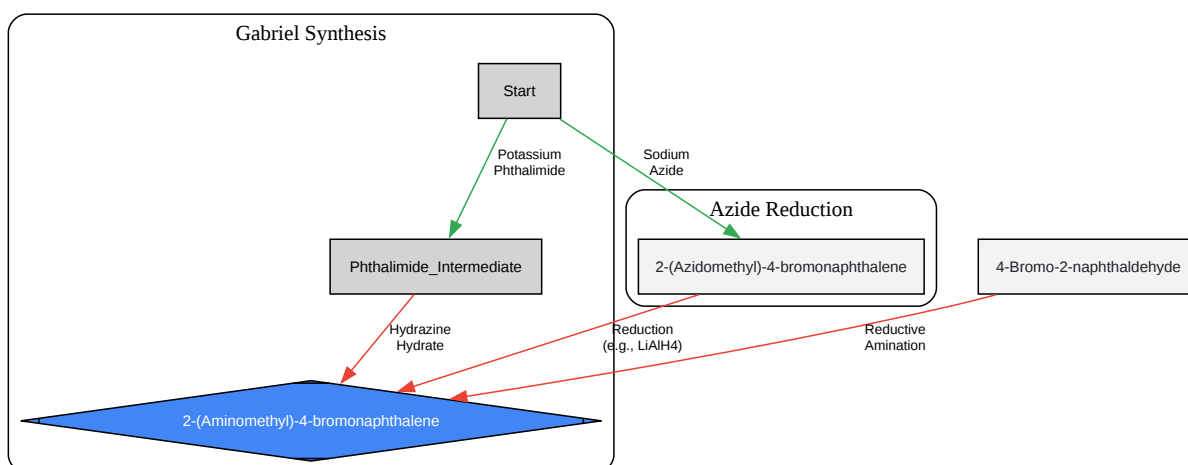 Gabriel Synthesis
Start
Potassium
Phthalimide
Sodium
Azide
Azide Reduction
Phthalimide_Intermediate
2-(Azidomethyl)-4-bromonaphthalene
4-Bromo-2-naphthaldehyde
Hydrazine
Hydrate
Reduction
(e.g., LiAlH4)
Reductive
Amination
2-(Aminomethyl)-4-bromonaphthalene